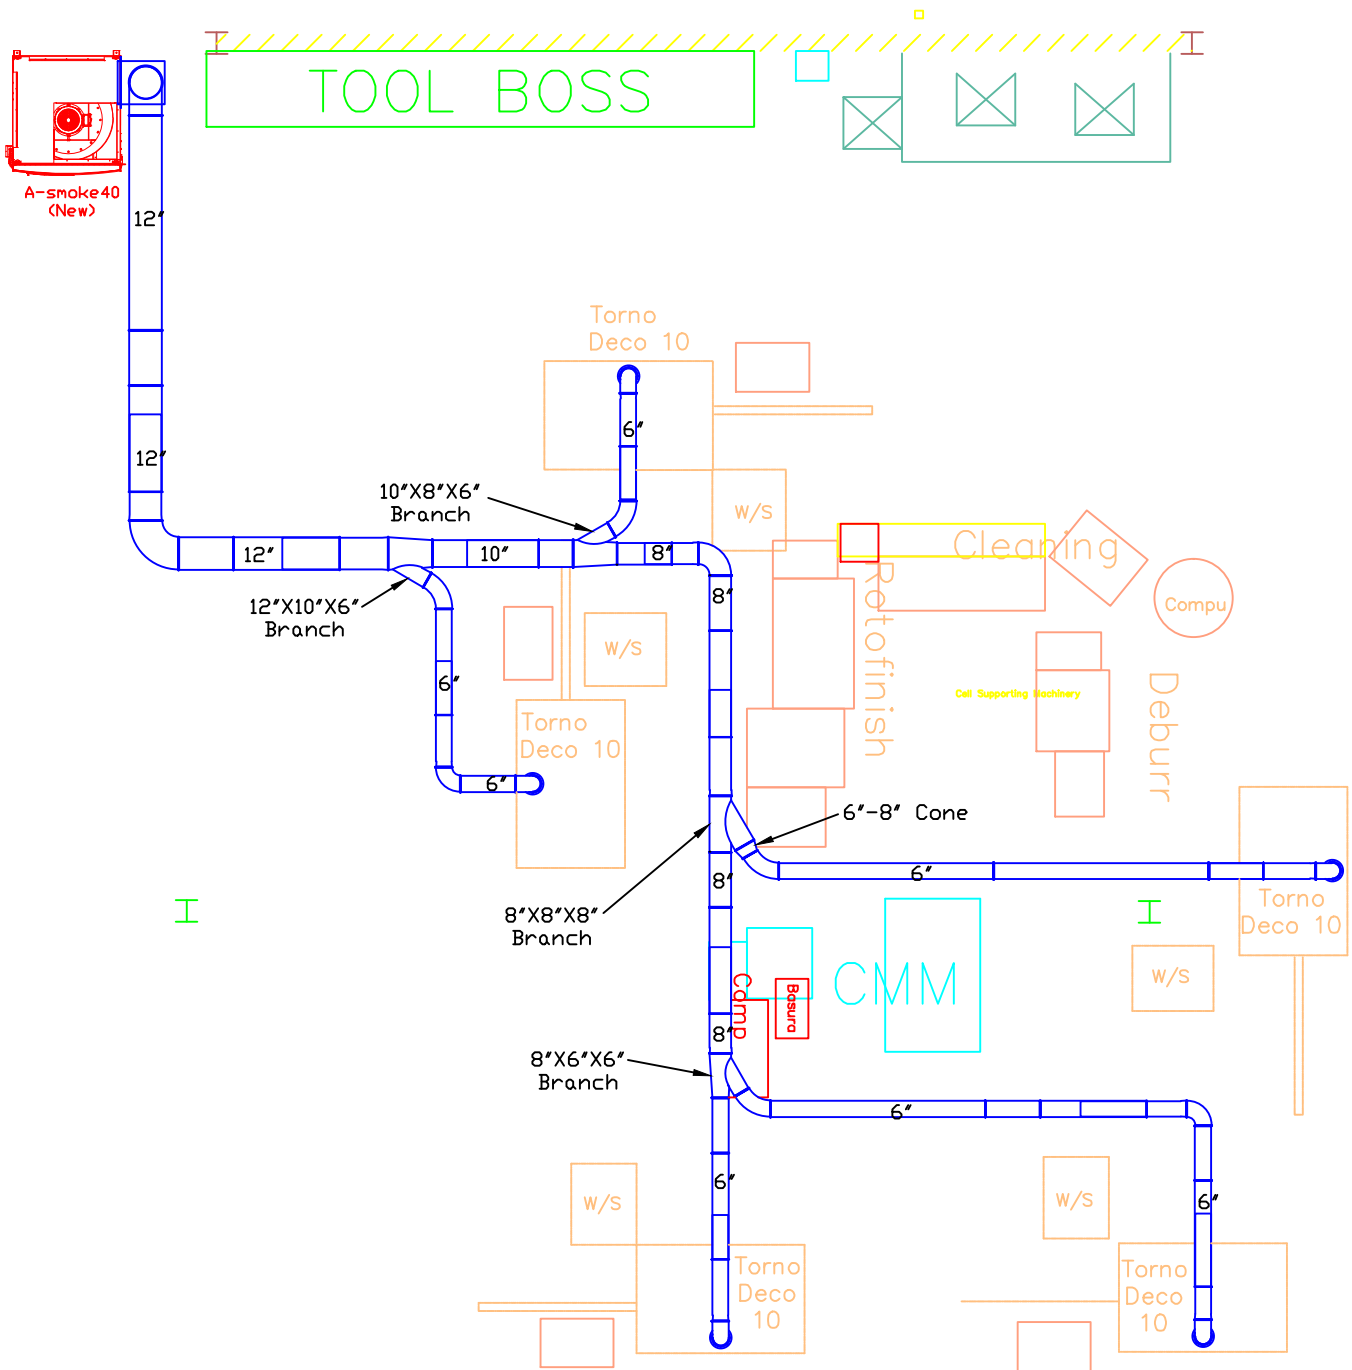 TOOL BOSS
A-smoke40
(New)
12"
Torno
Deco 10
6"
12"
10"X8"X6"
Branch
W/S
12"
10"
8"
Cleaning
8"
Rotofinish
Compu
12"X10"X6"
Branch
W/S
6"
Cell Supporting Machinery
Deburr
Torno
Deco 10
6"
6"-8" Cone
8"
6"
8"X8"X8"
Branch
Torno
Deco 10
Comp
Basura
CMM
W/S
8"
8"X6"X6"
Branch
6"
6"
W/S
W/S
6"
Torno
Deco
10
Torno
Deco
10